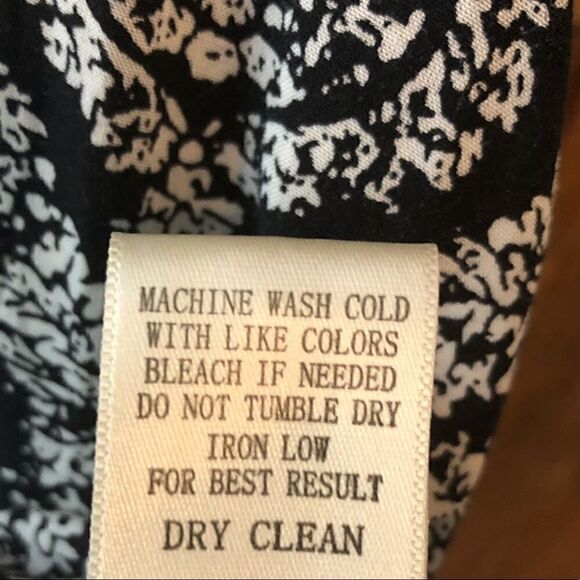 MACHINE WASH COLD
WITH LIKE COLORS
BLEACH IF NEEDED
DO NOT TUMBLE DRY
IRON LOW
FOR BEST RESULT
DRY CLEAN